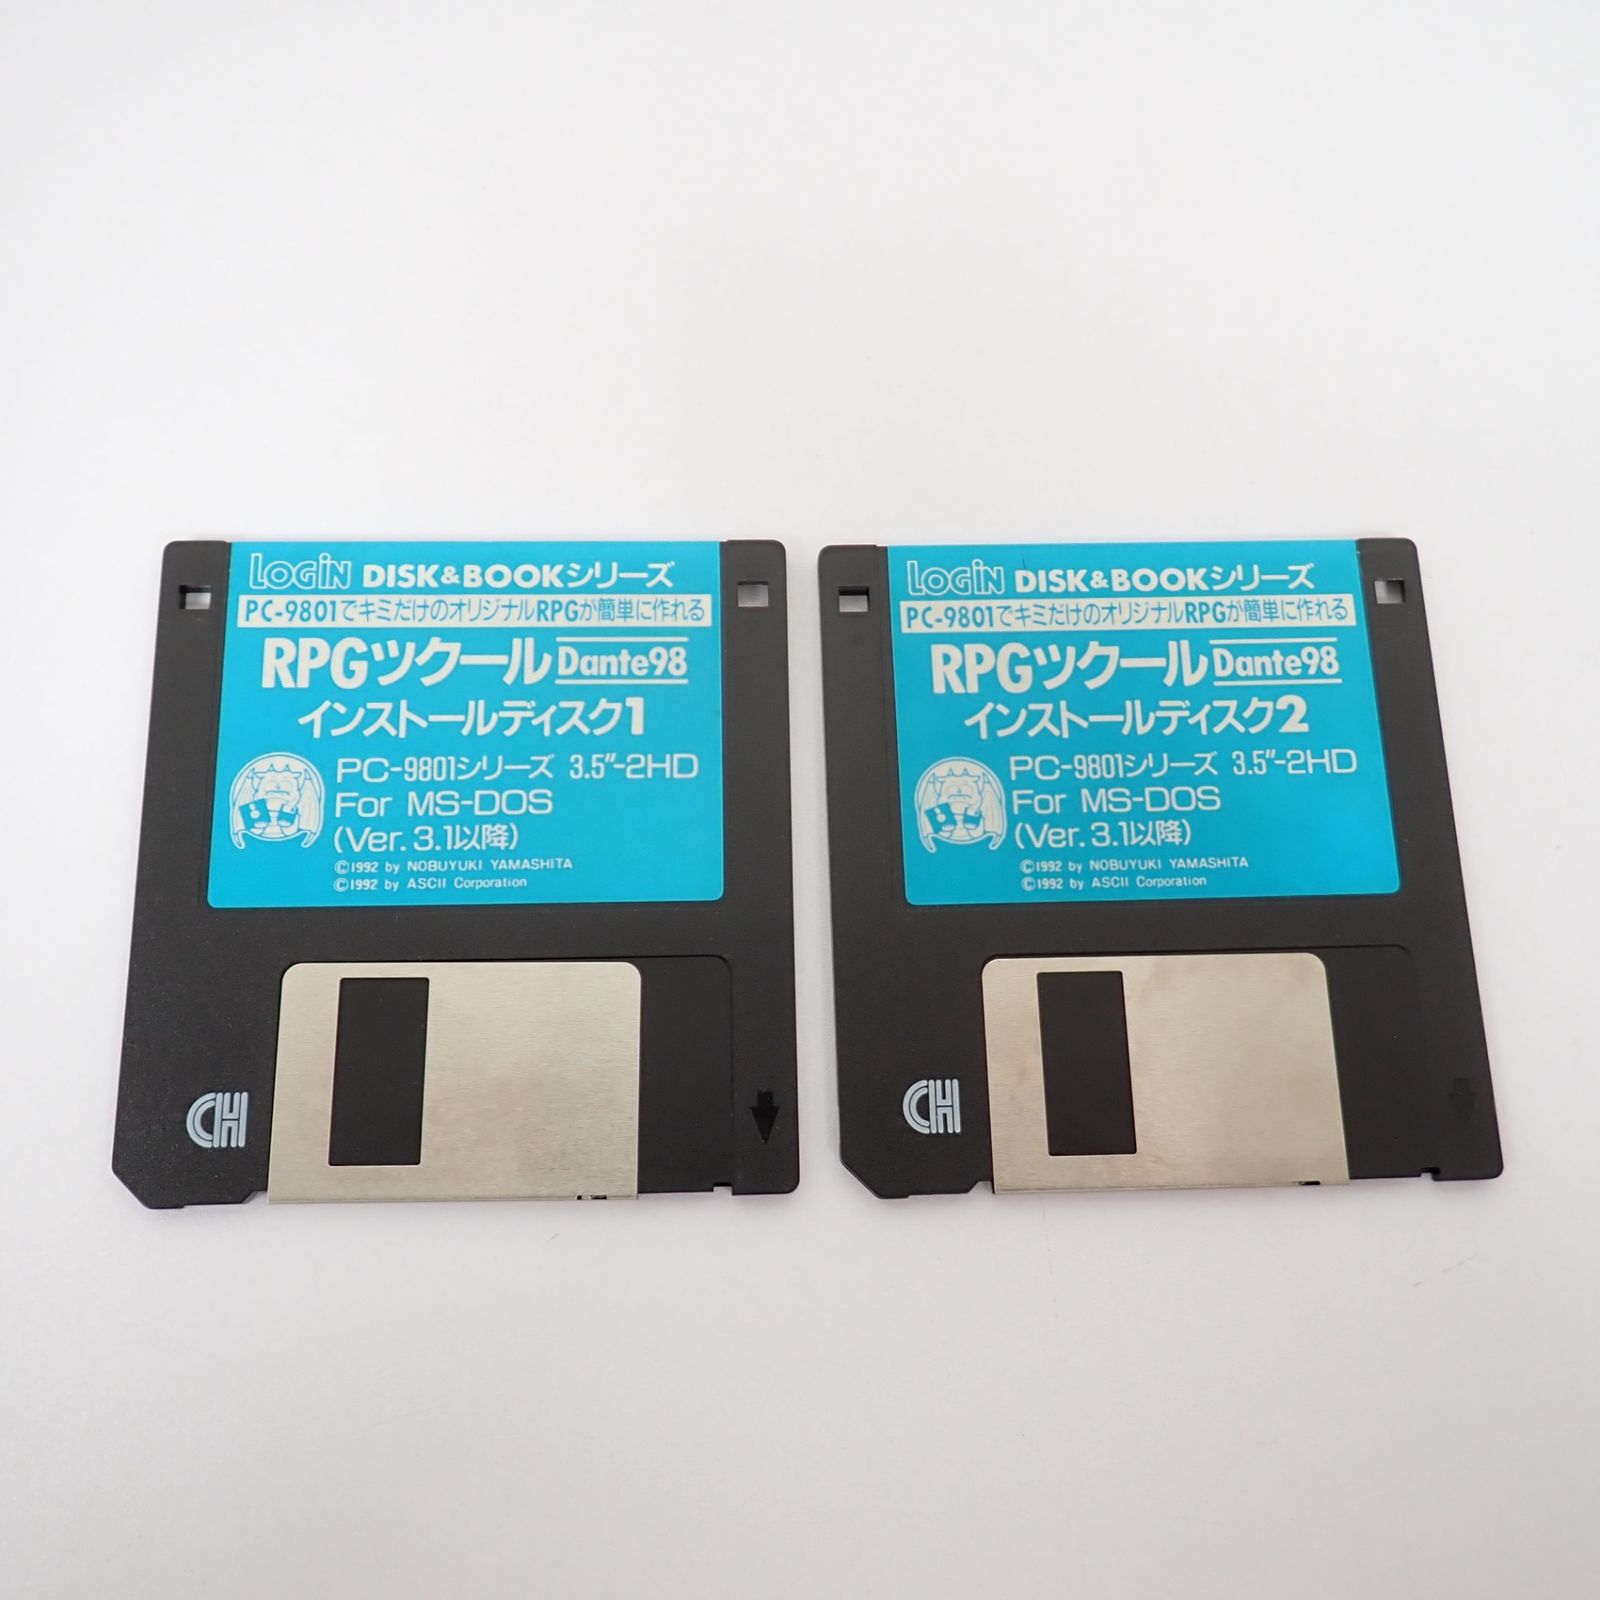 LOGiN DISK&BOOKシリーズ
PC-9801でキミだけのオリジナルRPGが簡単に作れる
RPGツクール Dante98
インストールディスク1
PC-9801シリーズ 3.5"-2HD
For MS-DOS
(Ver. 3.1以降)
©1992 by NOBUYUKI YAMASHITA
©1992 by ASCII Corporation
CH
LOGiN DISK&BOOKシリーズ
PC-9801でキミだけのオリジナルRPGが簡単に作れる
RPGツクール Dante98
インストールディスク2
PC-9801シリーズ 3.5"-2HD
For MS-DOS
(Ver. 3.1以降)
©1992 by NOBUYUKI YAMASHITA
©1992 by ASCII Corporation
CH